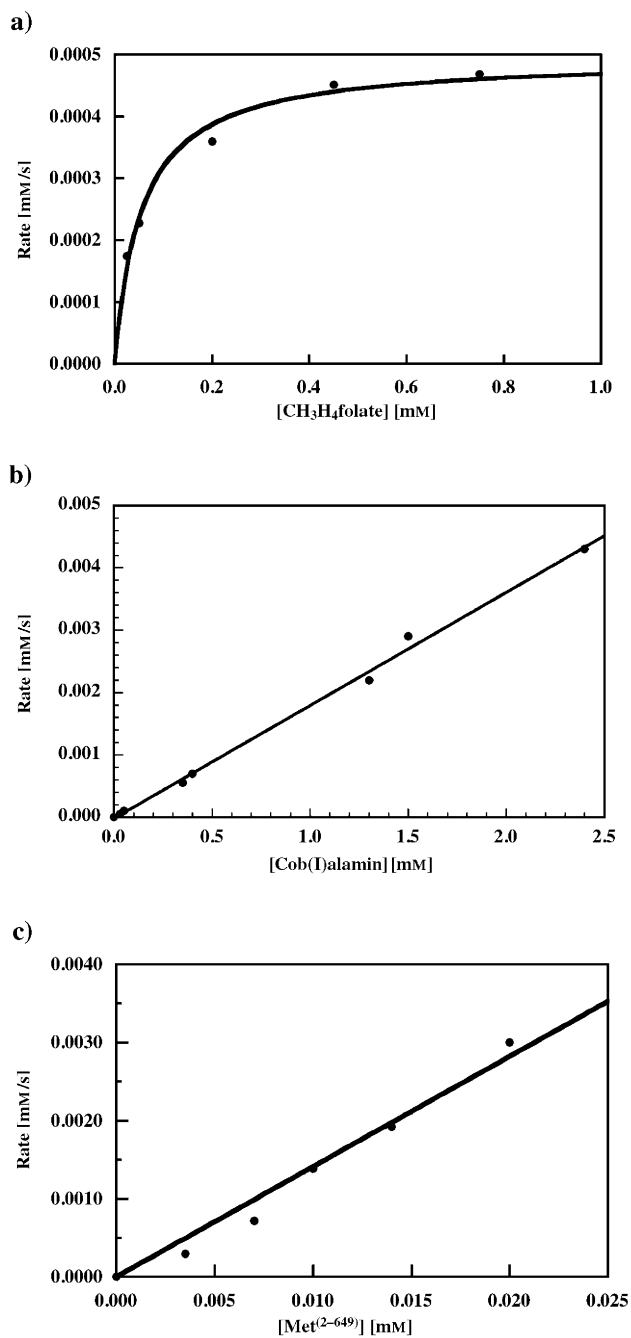 a)
0.0005
0.0004
0.0003
0.0002
0.0001
0.0000
Rate [mM/s]
0.0 0.2 0.4 0.6 0.8 1.0
[CH₃H₄folate] [mM]
b)
0.005
0.004
0.003
0.002
0.001
0.000
Rate [mM/s]
0.0 0.5 1.0 1.5 2.0 2.5
[Cob(I)alamin] [mM]
c)
0.0040
0.0030
0.0020
0.0010
0.0000
Rate [mM/s]
0.000 0.005 0.010 0.015 0.020 0.025
[Met⁽²⁻⁶⁴⁹⁾] [mM]